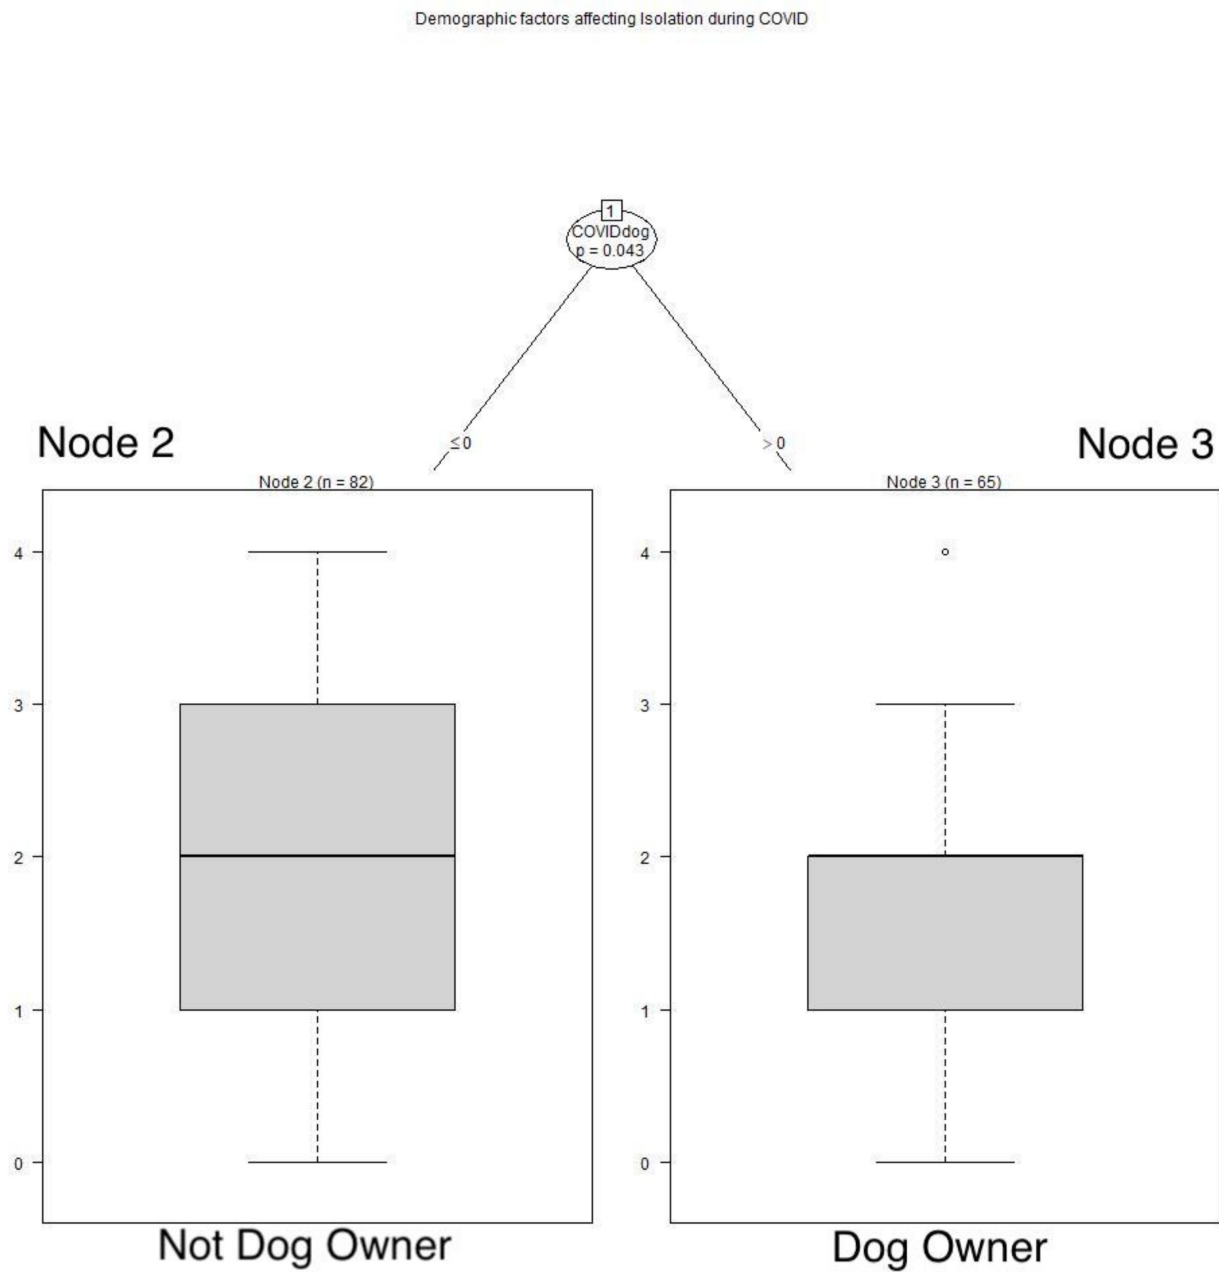 Demographic factors affecting Isolation during COVID
1
COVIDdog
p = 0.043
≤ 0
> 0
Node 2
Node 3
Node 2 (n = 82)
Node 3 (n = 65)
4
3
2
1
0
4
3
2
1
0
Not Dog Owner
Dog Owner